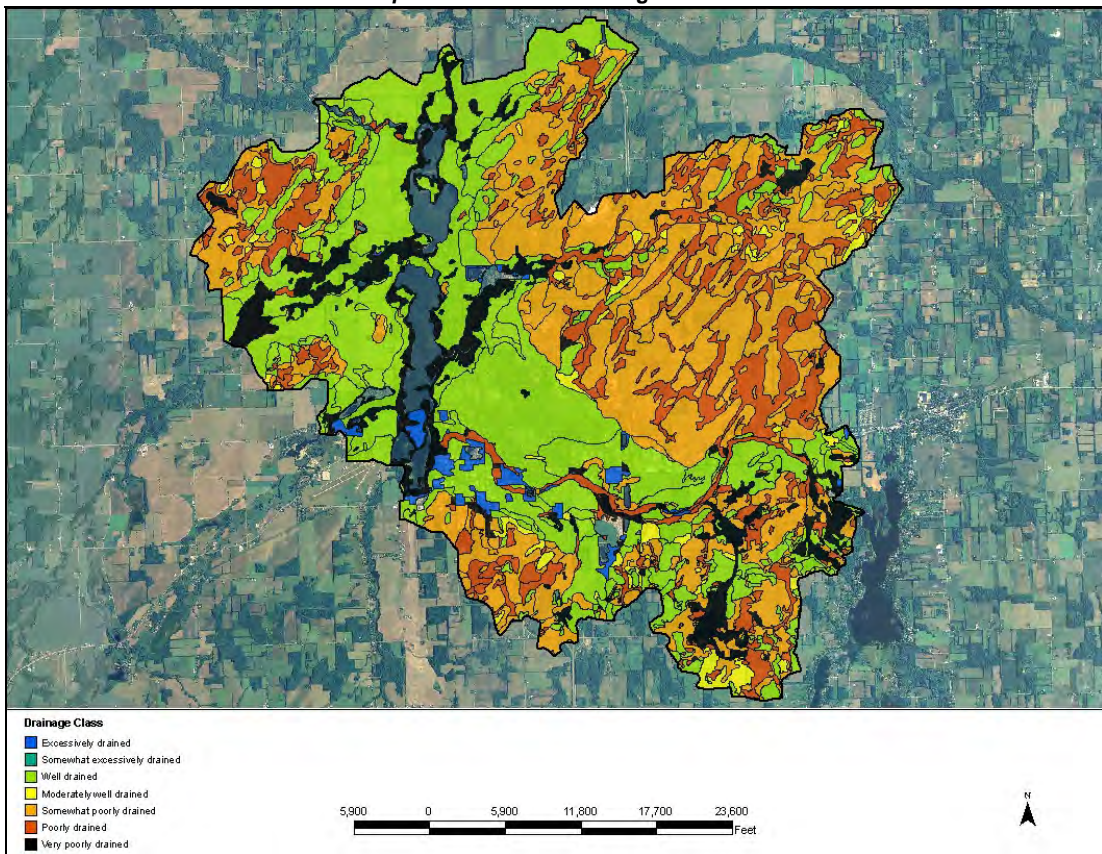 Drainage Class
Excessively drained
Somewhat excessively drained
Well drained
Moderately well drained
Somewhat poorly drained
Poorly drained
Very poorly drained
5,900 0 5,900 11,800 17,700 23,600
Feet
N